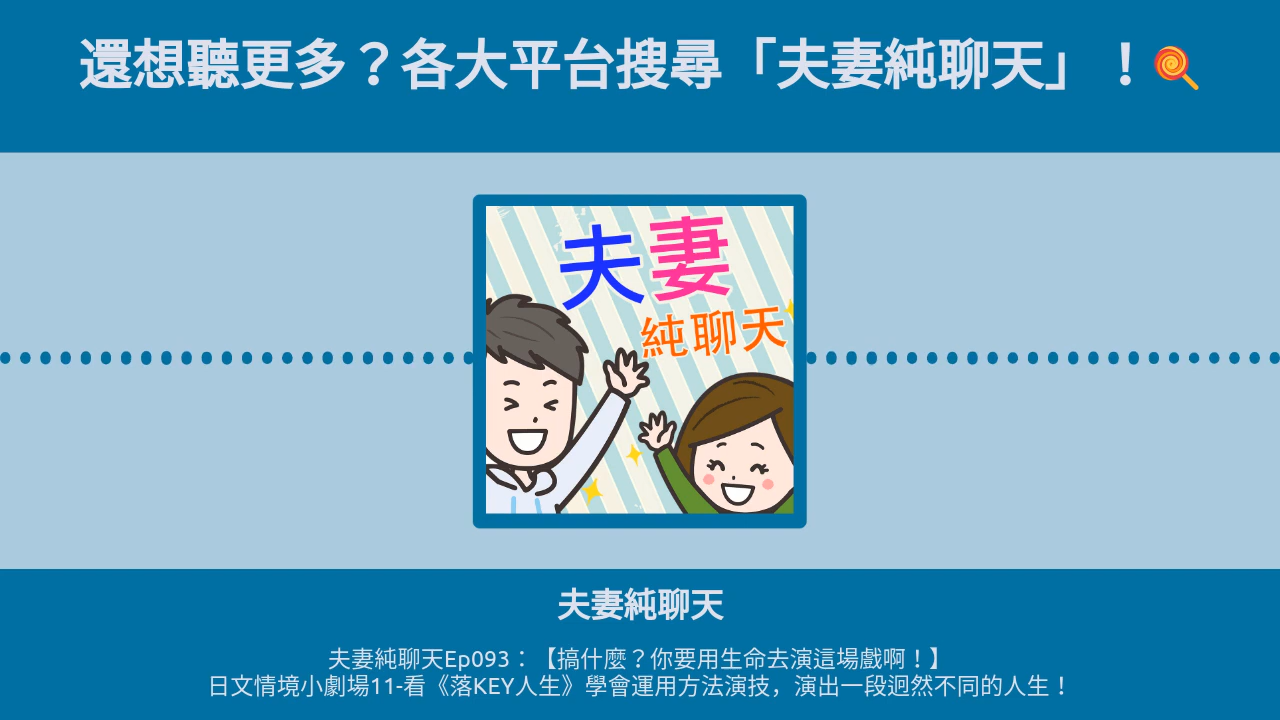 還想聽更多？各大平台搜尋「夫妻純聊天」！
夫妻
純聊天
夫妻純聊天
夫妻純聊天Ep093：【搞什麼？你要用生命去演這場戲啊！】
日文情境小劇場11-看《落KEY人生》學會運用方法演技，演出一段迥然不同的人生！